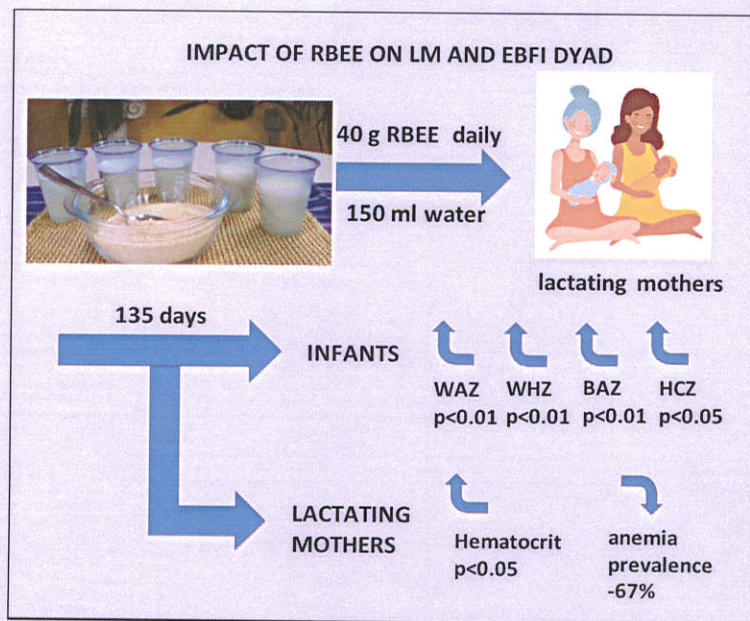 IMPACT OF RBEE ON LM AND EBFI DYAD
40 g RBEE daily
150 ml water
lactating mothers
135 days
INFANTS
WAZ
p<0.01
WHZ
p<0.01
BAZ
p<0.01
HCZ
p<0.05
LACTATING
MOTHERS
Hematocrit
p<0.05
anemia
prevalence
-67%